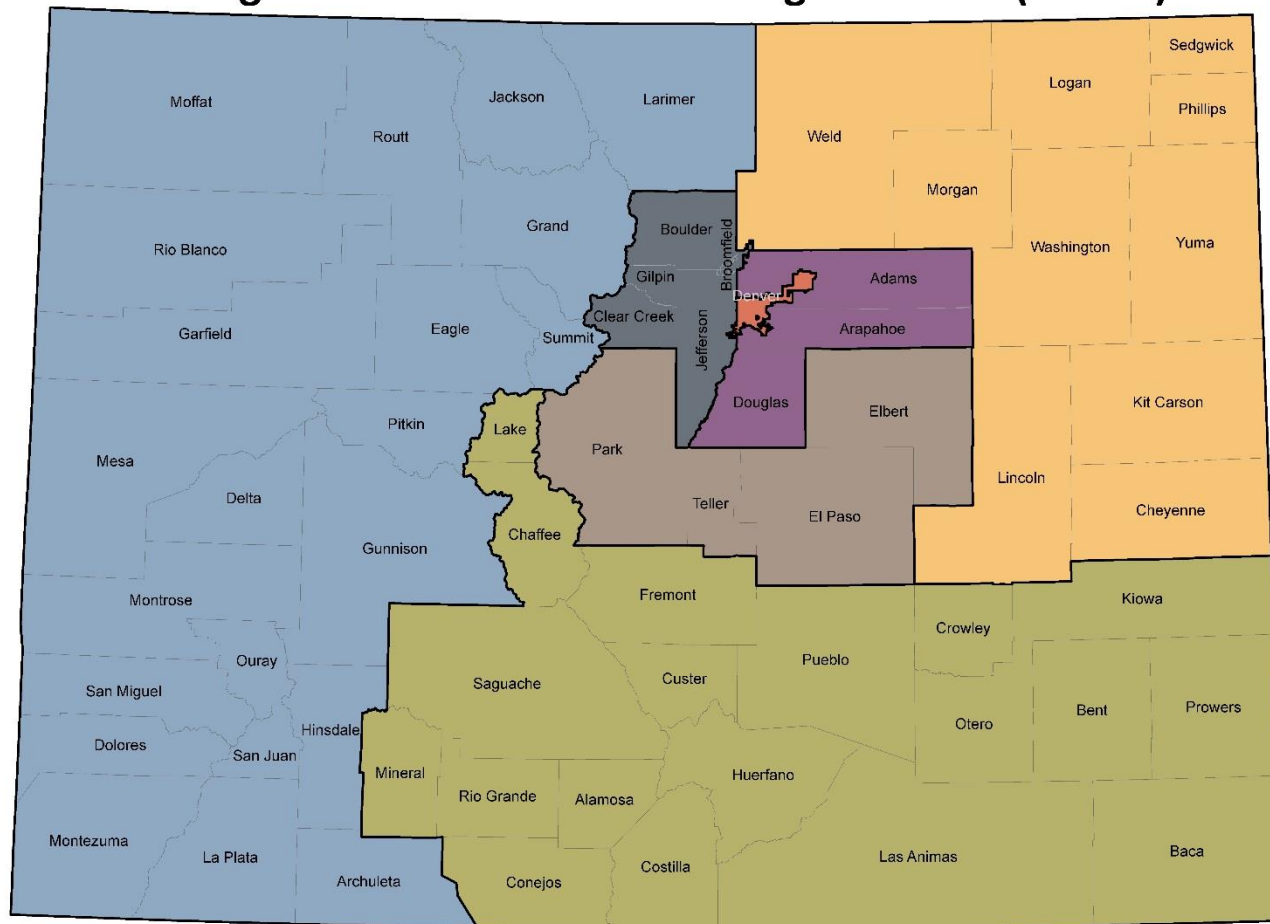 Moffat
Routt
Jackson
Larimer
Weld
Logan
Sedgwick
Phillips
Morgan
Washington
Yuma
Rio Blanco
Grand
Boulder
Broomfield
Gilpin
Denver
Adams
Garfield
Eagle
Summit
Clear Creek
Jefferson
Arapahoe
Pitkin
Lake
Park
Douglas
Elbert
Kit Carson
Mesa
Delta
Gunnison
Chaffee
Teller
El Paso
Lincoln
Cheyenne
Montrose
Fremont
Crowley
Kiowa
Ouray
San Miguel
Saguache
Custer
Pueblo
Otero
Bent
Prowers
Dolores
San Juan
Hinsdale
Mineral
Rio Grande
Alamosa
Huerfano
Montezuma
La Plata
Archuleta
Conejos
Costilla
Las Animas
Baca